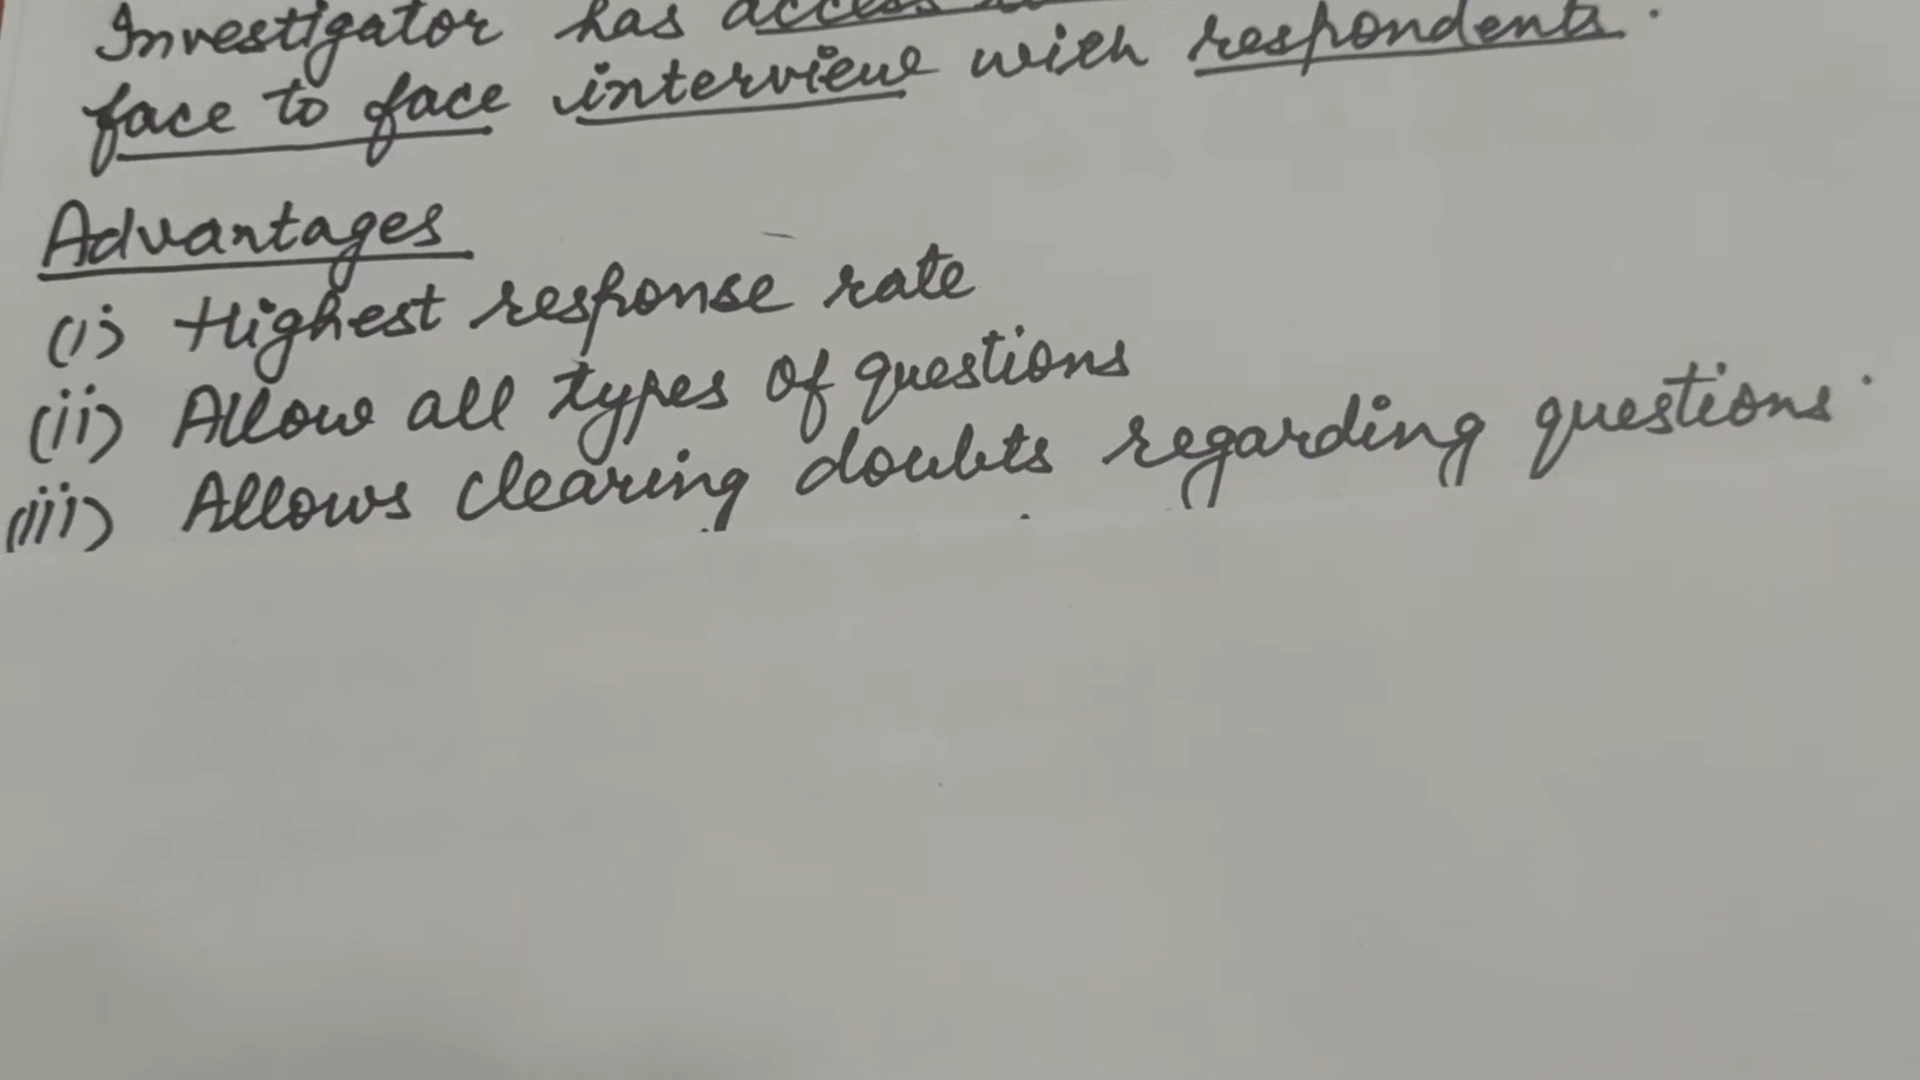 Investigator has access
face to face interview with respondents.
Advantages
(i) Highest response rate
(ii) Allow all types of questions
(iii) Allows clearing doubts regarding questions.